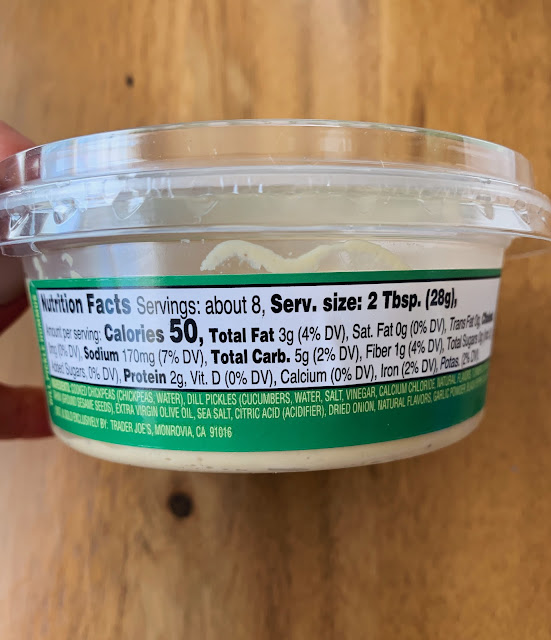 Nutrition Facts Servings: about 8, Serv. size: 2 Tbsp. (28g),
Amount per serving: Calories 50, Total Fat 3g (4% DV), Sat. Fat 0g (0% DV), Trans Fat 0g, Cholest.
0mg (0% DV), Sodium 170mg (7% DV), Total Carb. 5g (2% DV), Fiber 1g (4% DV), Total Sugars 0g
Added Sugars, 0% DV), Protein 2g, Vit. D (0% DV), Calcium (0% DV), Iron (2% DV), Potas. (2% DV).
INGREDIENTS: COOKED CHICKPEAS (CHICKPEAS, WATER), DILL PICKLES (CUCUMBERS, WATER, SALT, VINEGAR, CALCIUM CHLORIDE, NATURAL FLAVORS
(GROUND SESAME SEEDS), EXTRA VIRGIN OLIVE OIL, SEA SALT, CITRIC ACID (ACIDIFIER), DRIED ONION, NATURAL FLAVORS, GARLIC POWDER
DIST. & SOLD EXCLUSIVELY BY: TRADER JOE'S, MONROVIA, CA 91016